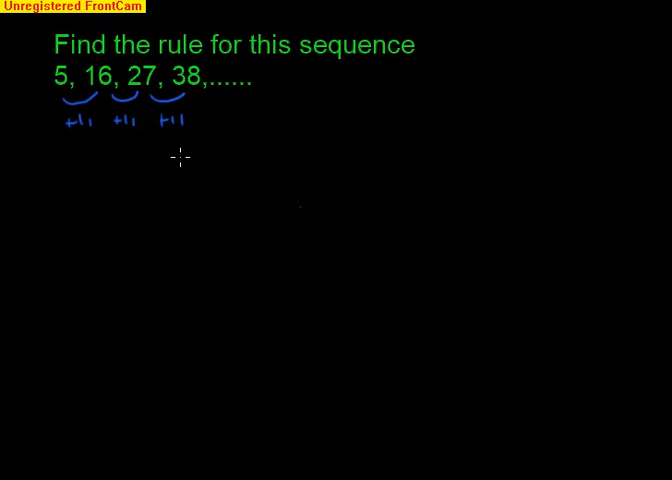 Unregistered FrontCam
Find the rule for this sequence
5, 16, 27, 38,......
+11 +11 +11